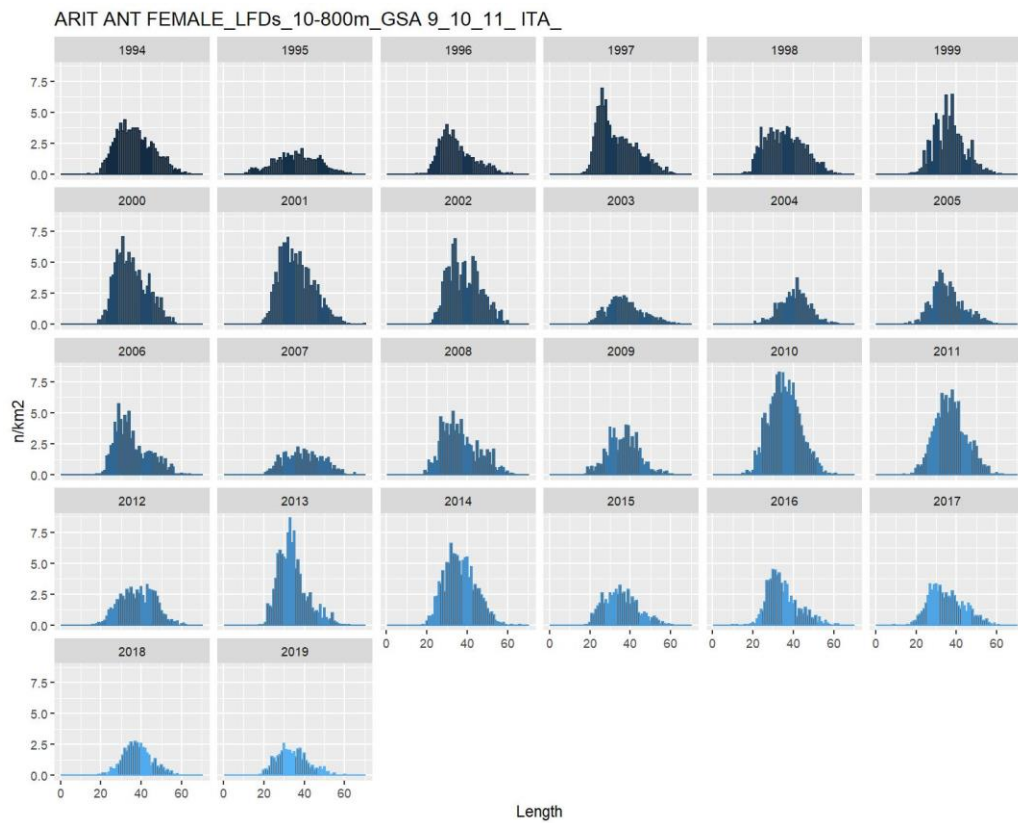 ARIT ANT FEMALE_LFDs_10-800m_GSA 9_10_11_ ITA_
1994 1995 1996 1997 1998 1999
7.5
5.0
2.5
0.0
2000 2001 2002 2003 2004 2005
7.5
5.0
2.5
0.0
2006 2007 2008 2009 2010 2011
7.5
5.0
2.5
0.0
n/km2
2012 2013 2014 2015 2016 2017
7.5
5.0
2.5
0.0
0 20 40 60 0 20 40 60 0 20 40 60 0 20 40 60
2018 2019
7.5
5.0
2.5
0.0
0 20 40 60 0 20 40 60
Length